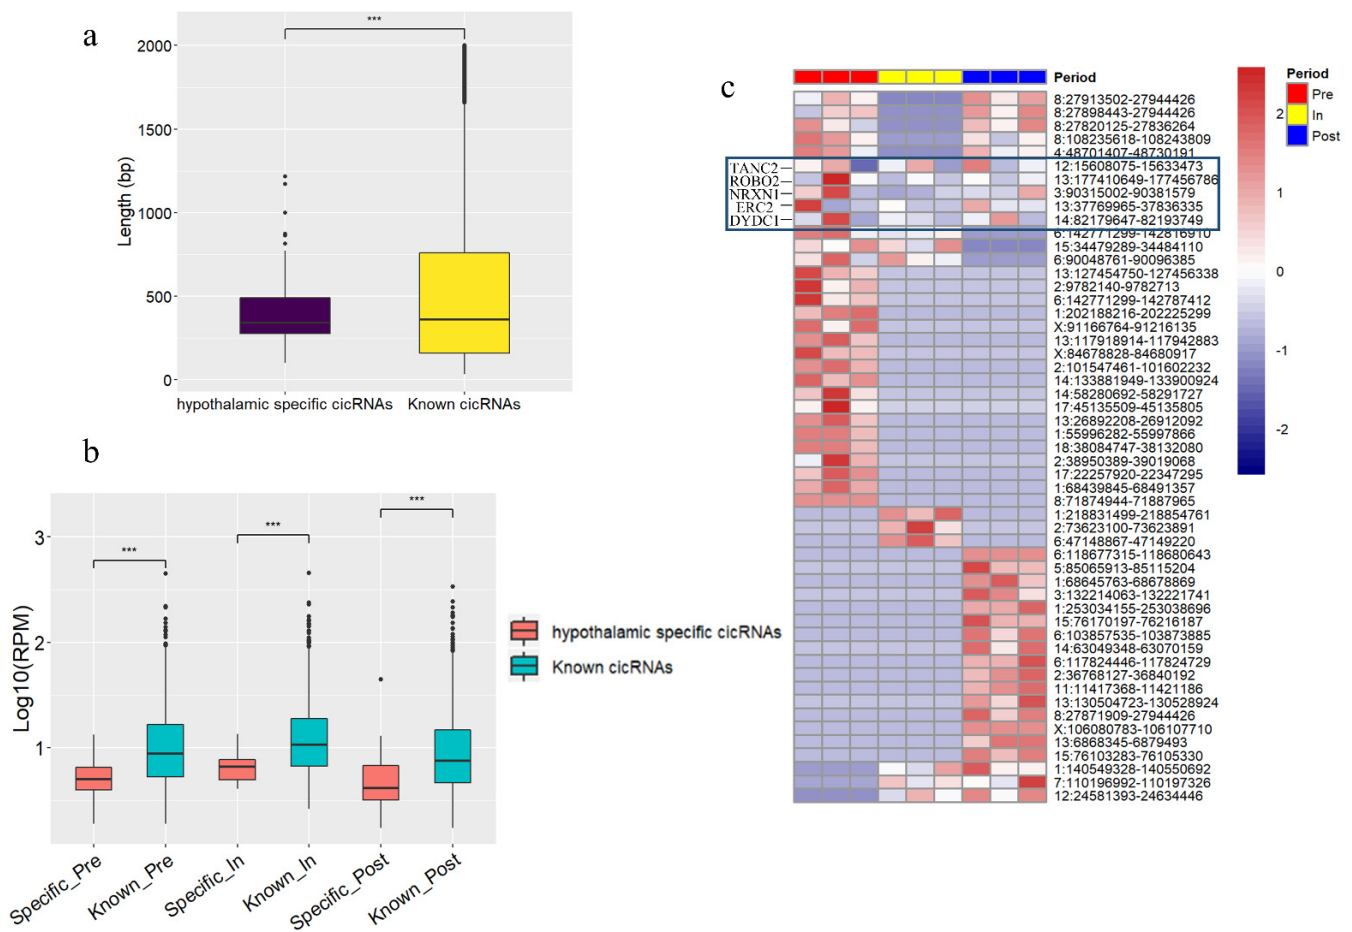 a
***
2000
1500
1000
500
0
Length (bp)
hypothalamic specific cicRNAs
Known cicRNAs
b
***
***
***
3
2
1
Log10(RPM)
Specific_Pre
Known_Pre
Specific_In
Known_In
Specific_Post
Known_Post
hypothalamic specific cicRNAs
Known cicRNAs
c
Period
8:27913502-27944426
8:27898443-27944426
8:27820125-27836264
8:108235618-108243809
4:48701407-48730191
TANC2 12:15608075-15633473
ROBO2 13:177410649-177456786
NRXN1 3:90315002-90381579
ERC2 13:37769965-37836335
DYDC1 14:82179647-82193749
6:142771299-142816910
15:34479289-34484110
6:90048761-90096385
13:127454750-127456338
2:9782140-9782713
6:142771299-142787412
1:202188216-202225299
X:91166764-91216135
13:117918914-117942883
X:84678828-84680917
2:101547461-101602232
14:133881949-133900924
14:58280692-58291727
17:45135509-45135805
13:26892208-26912092
1:55996282-55997866
18:38084747-38132080
2:38950389-39019068
17:22257920-22347295
1:68439845-68491357
8:71874944-71887965
1:218831499-218854761
2:73623100-73623891
6:47148867-47149220
6:118677315-118680643
5:85065913-85115204
1:68645763-68678869
3:132214063-132221741
1:253034155-253038696
15:76170197-76216187
6:103857535-103873885
14:63049348-63070159
6:117824446-117824729
2:36768127-36840192
11:11417368-11421186
13:130504723-130528924
8:27871909-27944426
X:106080783-106107710
13:6868345-6879493
15:76103283-76105330
1:140549328-140550692
7:110196992-110197326
12:24581393-24634446
2
1
0
-1
-2
Period
Pre
In
Post